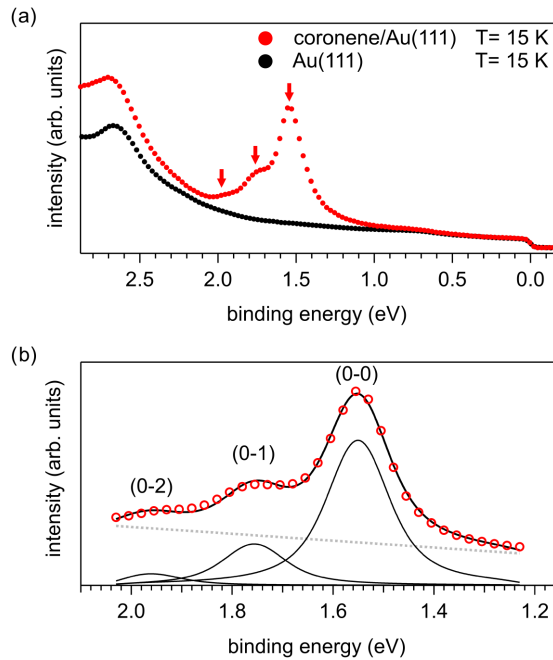 (a)
coronene/Au(111) T= 15 K
Au(111) T= 15 K
intensity (arb. units)
2.5 2.0 1.5 1.0 0.5 0.0
binding energy (eV)
(b)
(0-0)
(0-1)
(0-2)
intensity (arb. units)
2.0 1.8 1.6 1.4 1.2
binding energy (eV)